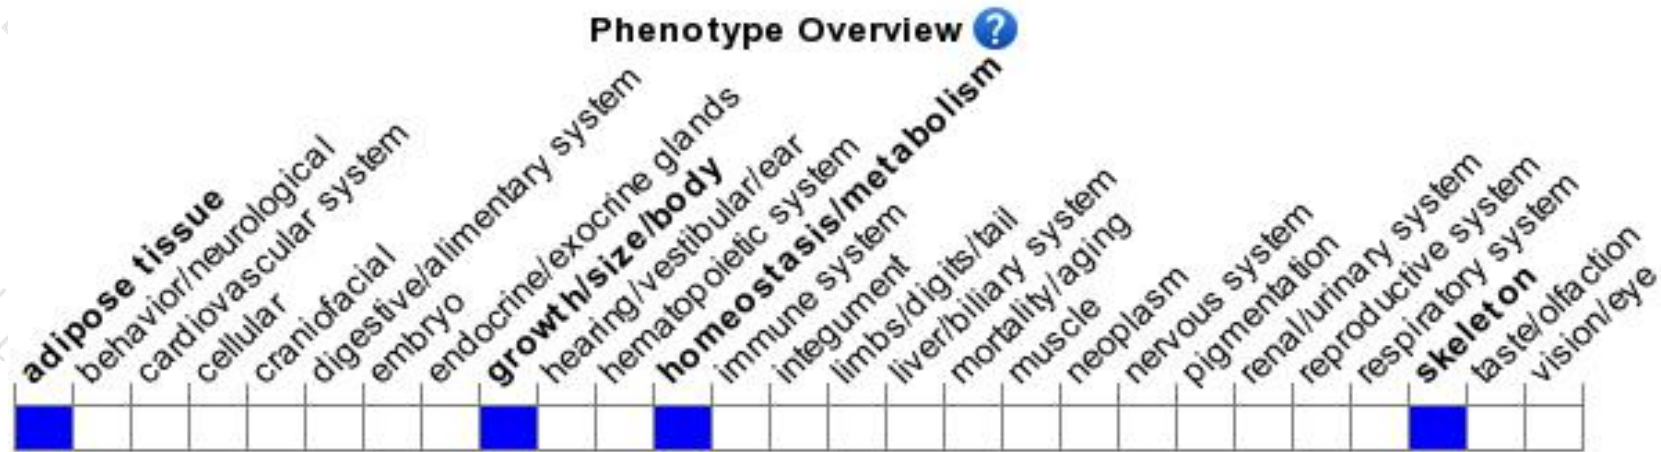 Phenotype Overview ?
adipose tissue
behavior/neurological
cardiovascular system
cellular
craniofacial
digestive/alimentary system
embryo
endocrine/exocrine glands
growth/size/body
hearing/vestibular/ear
hematopoietic system
homeostasis/metabolism
immune system
integument
limbs/digits/tail
liver/biliary system
mortality/aging
muscle
neoplasm
nervous system
pigmentation
renal/urinary system
reproductive system
respiratory system
skeleton
taste/olfaction
vision/eye